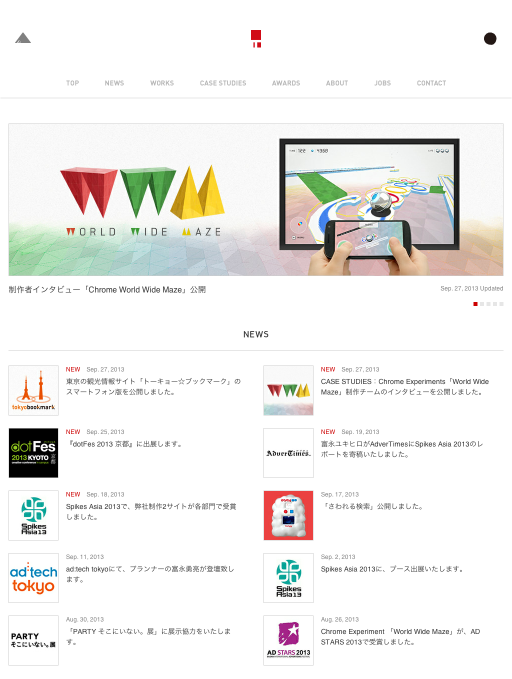 TOP NEWS WORKS CASE STUDIES AWARDS ABOUT JOBS CONTACT
WORLD WIDE MAZE
制作者インタビュー「Chrome World Wide Maze」公開
Sep. 27, 2013 Updated
NEWS
NEW Sep. 27, 2013
東京の観光情報サイト「トーキョー☆ブックマーク」の
スマートフォン版を公開しました。
tokyobookmark
NEW Sep. 27, 2013
CASE STUDIES：Chrome Experiments「World Wide
Maze」制作チームのインタビューを公開しました。
NEW Sep. 25, 2013
『dotFes 2013 京都』に出展します。
dotFes
2013 KYOTO
NEW Sep. 19, 2013
富永ユキヒロがAdverTimesにSpikes Asia 2013のレ
ポートを寄稿いたしました。
AdverTimes.
NEW Sep. 18, 2013
Spikes Asia 2013で、弊社制作2サイトが各部門で受賞
しました。
Spikes
Asia13
Sep. 17, 2013
「さわれる検索」公開しました。
Sep. 11, 2013
ad:tech tokyoにて、プランナーの富永勇亮が登壇致し
ます。
ad:tech
tokyo
Sep. 2, 2013
Spikes Asia 2013に、ブース出展いたします。
Spikes
Asia13
Aug. 30, 2013
「PARTY そこにいない。展」に展示協力をいたしま
す。
PARTY
そこにいない。展
Aug. 26, 2013
Chrome Experiment 「World Wide Maze」が、AD
STARS 2013で受賞しました。
AD STARS 2013